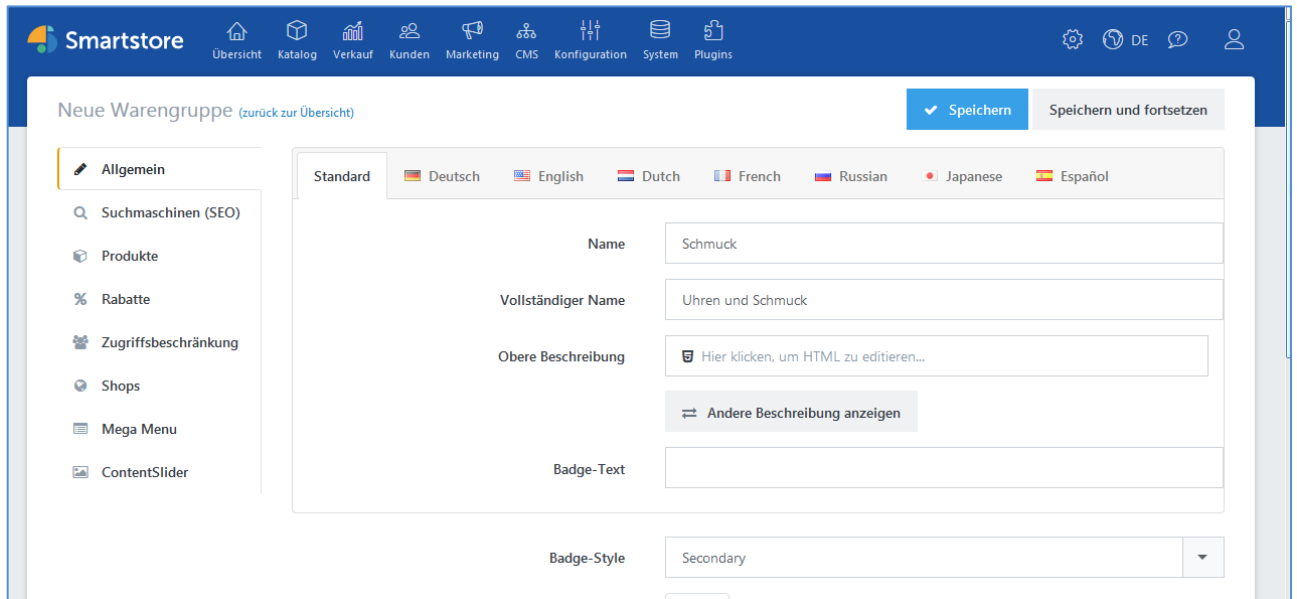 Smartstore
Übersicht Katalog Verkauf Kunden Marketing CMS Konfiguration System Plugins
DE
Neue Warengruppe (zurück zur Übersicht)
Speichern
Speichern und fortsetzen
Allgemein
Suchmaschinen (SEO)
Produkte
Rabatte
Zugriffsbeschränkung
Shops
Mega Menu
ContentSlider
Standard Deutsch English Dutch French Russian Japanese Español
Name Schmuck
Vollständiger Name Uhren und Schmuck
Obere Beschreibung Hier klicken, um HTML zu editieren...
Andere Beschreibung anzeigen
Badge-Text
Badge-Style Secondary